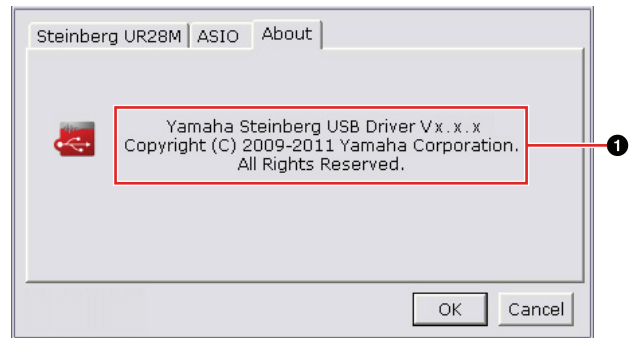 Steinberg UR28M ASIO About
Yamaha Steinberg USB Driver Vx.x.x
Copyright (C) 2009-2011 Yamaha Corporation.
All Rights Reserved.
1
OK Cancel